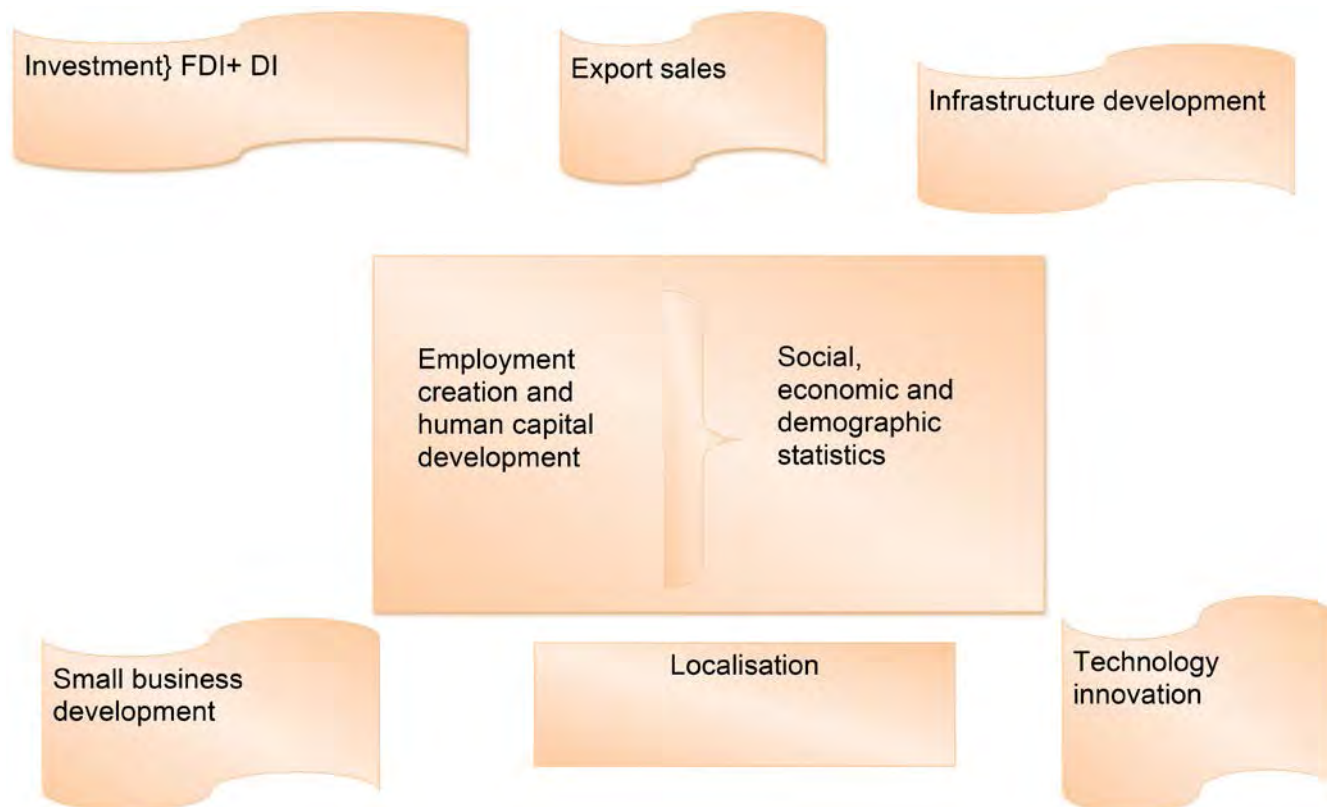 Investment} FDI+ DI
Export sales
Infrastructure development
Employment
creation and
human capital
development
Social,
economic and
demographic
statistics
Small business
development
Localisation
Technology
innovation